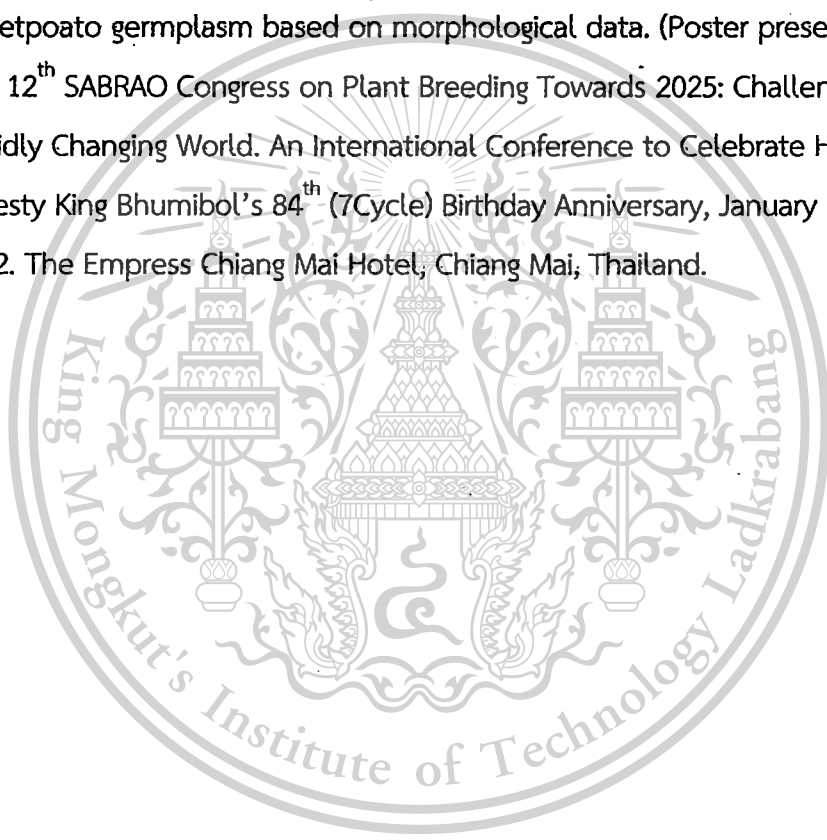 etpoato germplasm based on morphological data. (Poster prese
12th SABRAO Congress on Plant Breeding Towards 2025: Challen
idly Changing World. An International Conference to Celebrate H
esty King Bhumibol's 84th (7Cycle) Birthday Anniversary, January
2. The Empress Chiang Mai Hotel, Chiang Mai, Thailand.
King Mongkut's Institute of Technology Ladkrabang